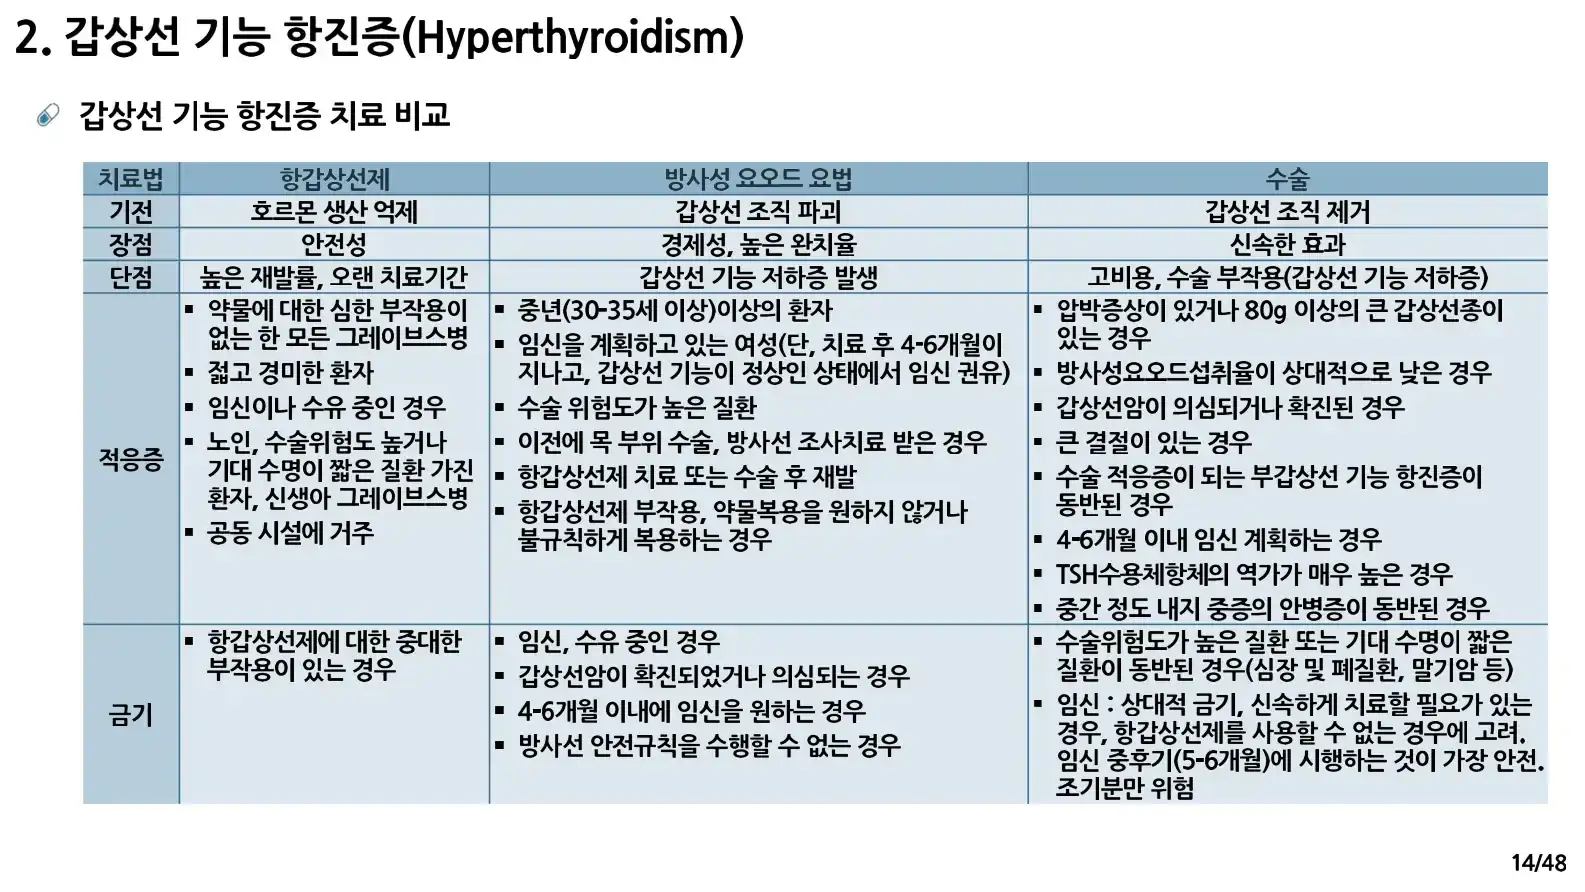 2. 갑상선 기능 항진증(Hyperthyroidism)
갑상선 기능 항진증 치료 비교
치료법 항갑상선제 방사성 요오드 요법 수술
기전 호르몬 생산 억제 갑상선 조직 파괴 갑상선 조직 제거
장점 안전성 경제성, 높은 완치율 신속한 효과
단점 높은 재발률, 오랜 치료기간 갑상선 기능 저하증 발생 고비용, 수술 부작용(갑상선 기능 저하증)
적응증
▪ 약물에 대한 심한 부작용이
없는 한 모든 그레이브스병
▪ 젊고 경미한 환자
▪ 임신이나 수유 중인 경우
▪ 노인, 수술위험도 높거나
기대 수명이 짧은 질환 가진
환자, 신생아 그레이브스병
▪ 공동 시설에 거주
▪ 중년(30-35세 이상)이상의 환자
▪ 임신을 계획하고 있는 여성(단, 치료 후 4-6개월이
지나고, 갑상선 기능이 정상인 상태에서 임신 권유)
▪ 수술 위험도가 높은 질환
▪ 이전에 목 부위 수술, 방사선 조사치료 받은 경우
▪ 항갑상선제 치료 또는 수술 후 재발
▪ 항갑상선제 부작용, 약물복용을 원하지 않거나
불규칙하게 복용하는 경우
▪ 압박증상이 있거나 80g 이상의 큰 갑상선종이
있는 경우
▪ 방사성요오드섭취율이 상대적으로 낮은 경우
▪ 갑상선암이 의심되거나 확진된 경우
▪ 큰 결절이 있는 경우
▪ 수술 적응증이 되는 부갑상선 기능 항진증이
동반된 경우
▪ 4-6개월 이내 임신 계획하는 경우
▪ TSH수용체항체의 역가가 매우 높은 경우
▪ 중간 정도 내지 중증의 안병증이 동반된 경우
금기
▪ 항갑상선제에 대한 중대한
부작용이 있는 경우
▪ 임신, 수유 중인 경우
▪ 갑상선암이 확진되었거나 의심되는 경우
▪ 4-6개월 이내에 임신을 원하는 경우
▪ 방사선 안전규칙을 수행할 수 없는 경우
▪ 수술위험도가 높은 질환 또는 기대 수명이 짧은
질환이 동반된 경우(심장 및 폐질환, 말기암 등)
▪ 임신 : 상대적 금기, 신속하게 치료할 필요가 있는
경우, 항갑상선제를 사용할 수 없는 경우에 고려.
임신 중후기(5-6개월)에 시행하는 것이 가장 안전.
조기분만 위험
14/48